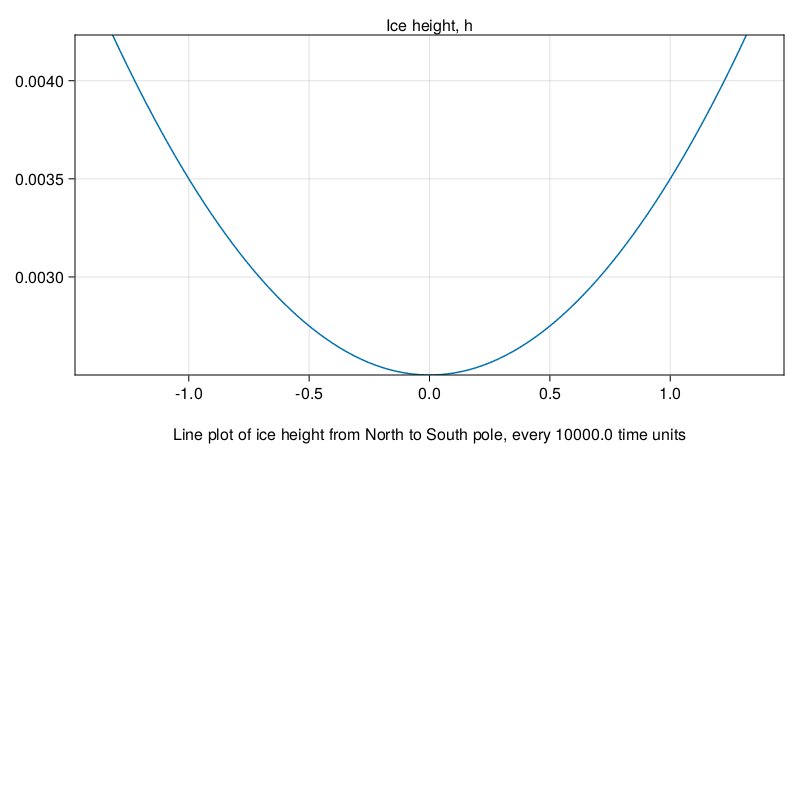 Ice height, h
0.0040
0.0035
0.0030
-1.0 -0.5 0.0 0.5 1.0
Line plot of ice height from North to South pole, every 10000.0 time units